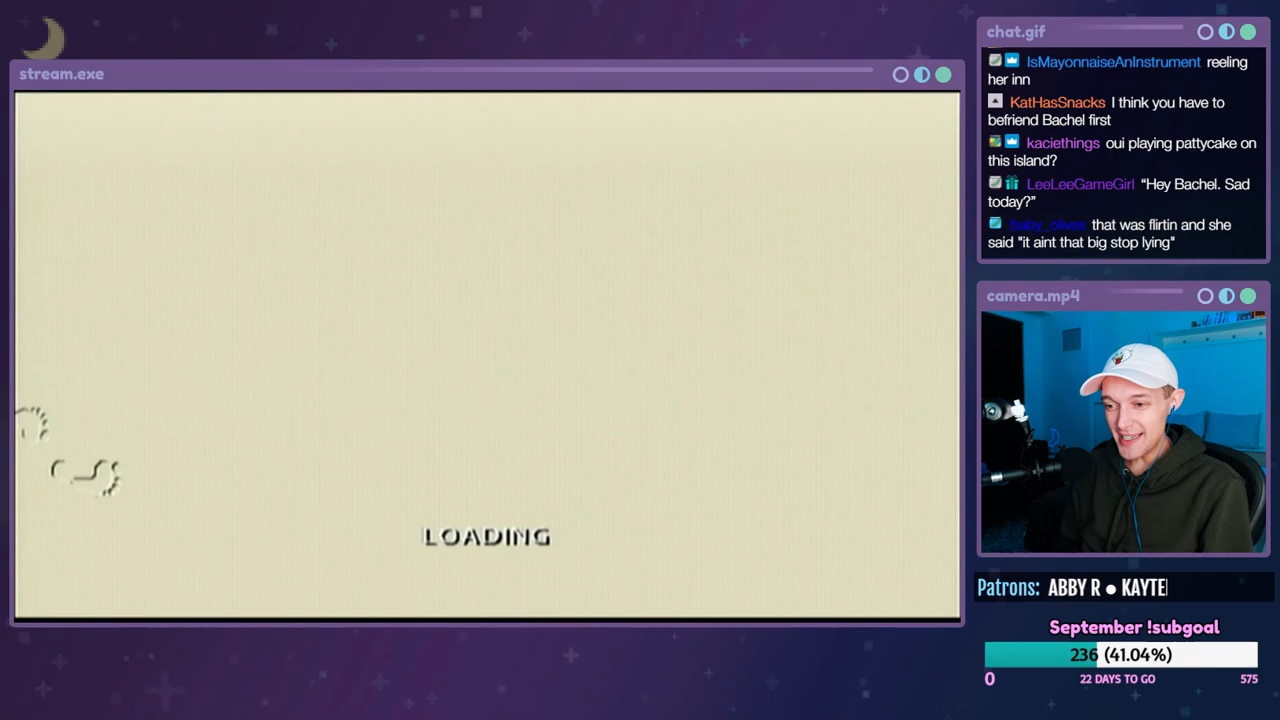 stream.exe
LOADING
chat.gif
IsMayonnaiseAnInstrument reeling
her inn
KatHasSnacks I think you have to
befriend Bachel first
kaciethings oui playing pattycake on
this island?
LeeLeeGameGirl “Hey Bachel. Sad
today?”
baby_olives that was flirtin and she
said "it aint that big stop lying"
camera.mp4
Patrons: ABBY R ● KAYTE
September !subgoal
236 (41.04%)
0 22 DAYS TO GO 575